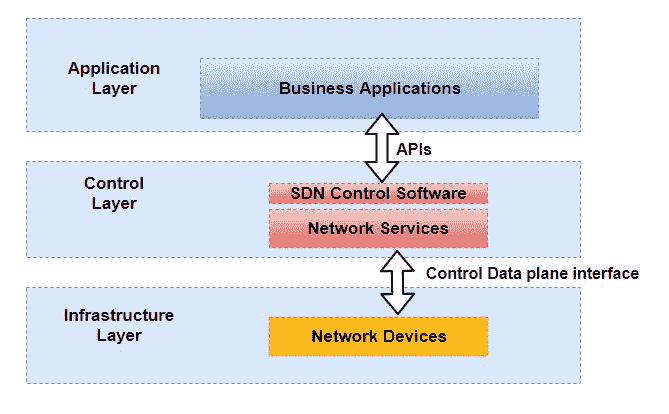 Application
Layer
Business Applications
APIs
Control
Layer
SDN Control Software
Network Services
Control Data plane interface
Infrastructure
Layer
Network Devices